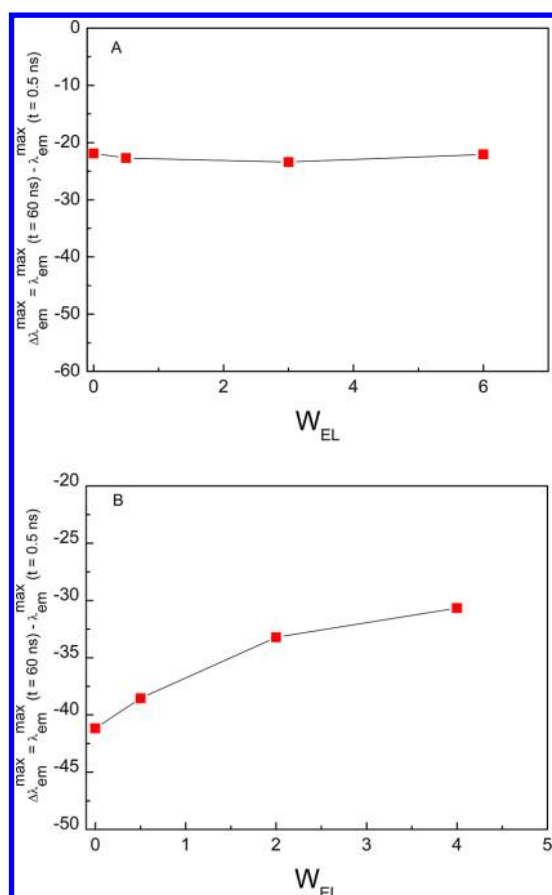 A
0
-10
-20
-30
-40
-50
-60
Δλ_em^max = λ_em^max (t = 60 ns) - λ_em^max (t = 0.5 ns)
0 2 4 6
W_EL
B
-20
-25
-30
-35
-40
-45
-50
Δλ_em^max = λ_em^max (t = 60 ns) - λ_em^max (t = 0.5 ns)
0 1 2 3 4 5
W_EL